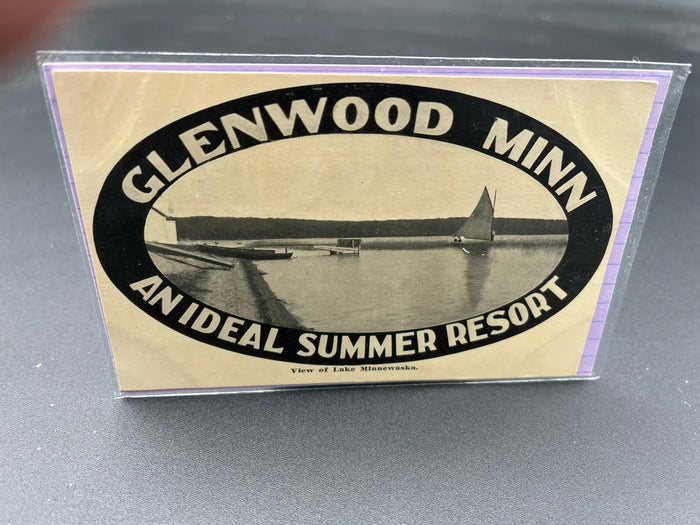 GLENWOOD MINN
AN IDEAL SUMMER RESORT
View of Lake Minnewaska.